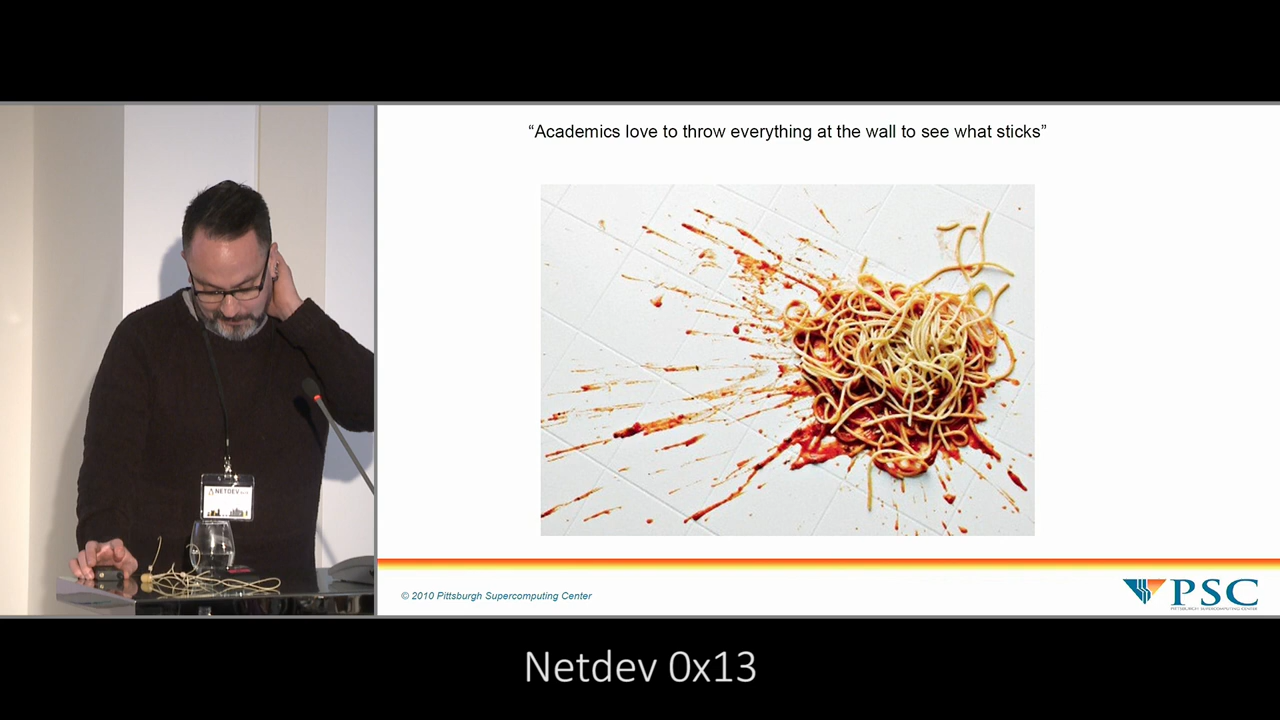 “Academics love to throw everything at the wall to see what sticks”
NETDEV
© 2010 Pittsburgh Supercomputing Center
PSC
PITTSBURGH SUPERCOMPUTING CENTER
Netdev 0x13